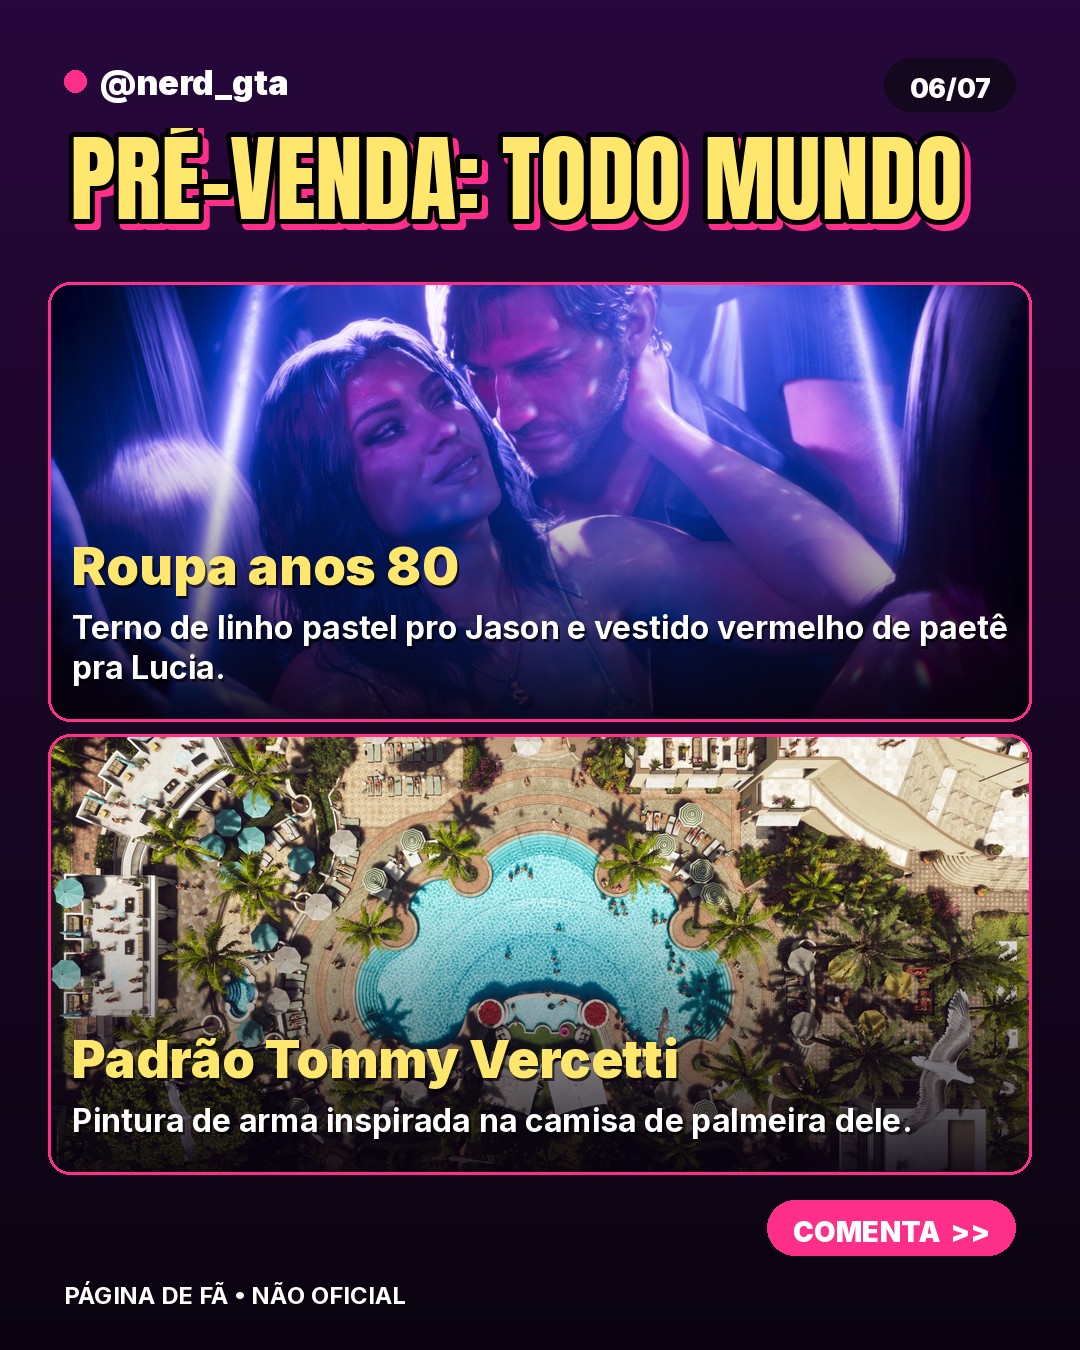 @nerd_gta
06/07
PRÉ-VENDA: TODO MUNDO
Roupa anos 80
Terno de linho pastel pro Jason e vestido vermelho de paetê
pra Lucia.
Padrão Tommy Vercetti
Pintura de arma inspirada na camisa de palmeira dele.
COMENTA >>
PÁGINA DE FÃ • NÃO OFICIAL